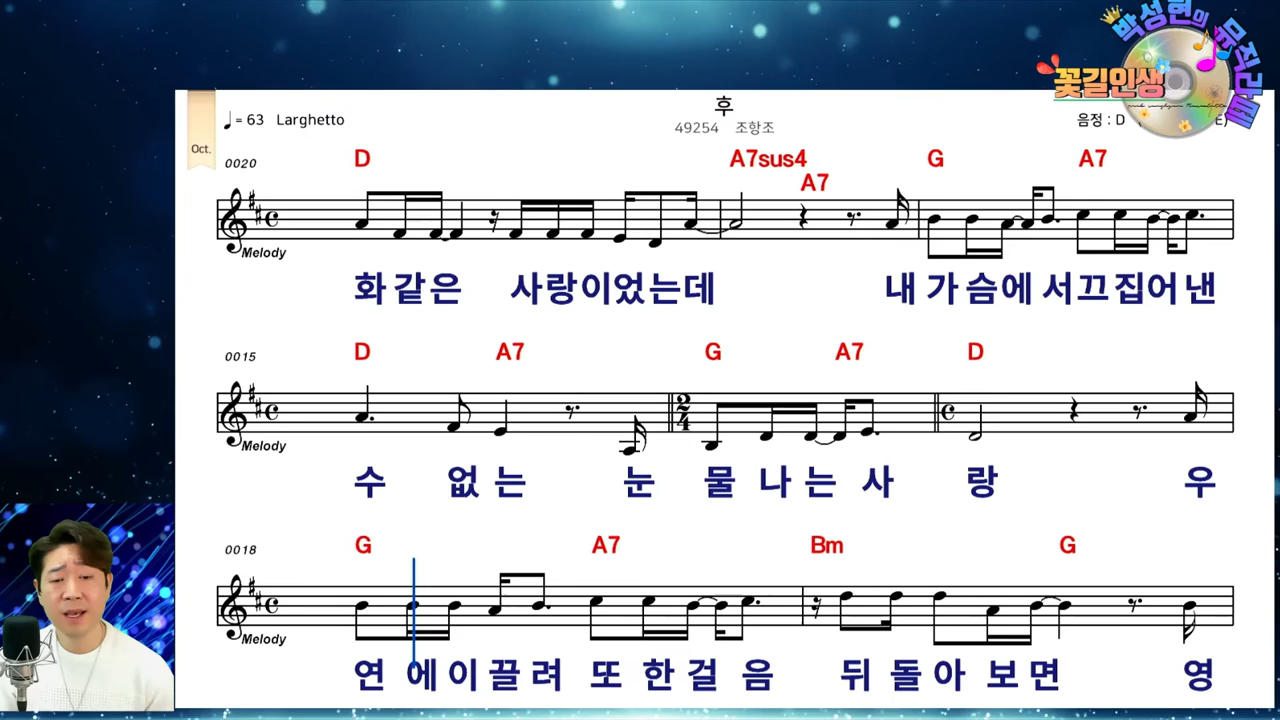 박성현의 뮤직라떼
꽃길인생
후
♩= 63 Larghetto
49254 조항조
음정 : D
E)
Oct.
0020
D A7sus4 A7 G A7
Melody
화 같 은 사랑이었는데 내 가 슴에 서끄집어 낸
0015
D A7 G A7 D
2/4
Melody
수 없 는 눈 물 나 는 사 랑 우
0018
G A7 Bm G
Melody
연 에 이 끌 려 또 한 걸 음 뒤 돌 아 보 면 영